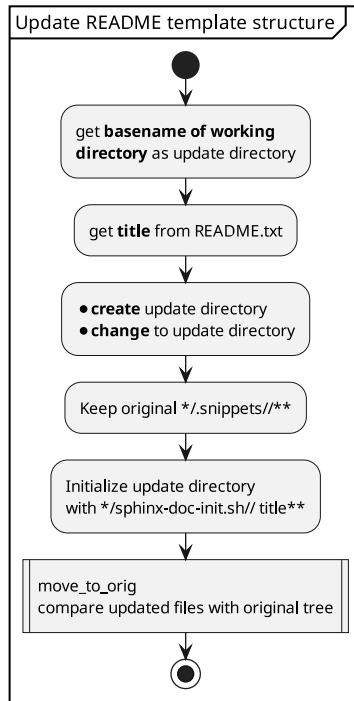 Update README template structure
get basename of working
directory as update directory
get title from README.txt
● create update directory
● change to update directory
Keep original */.snippets//**
Initialize update directory
with */sphinx-doc-init.sh// title**
move_to_orig
compare updated files with original tree